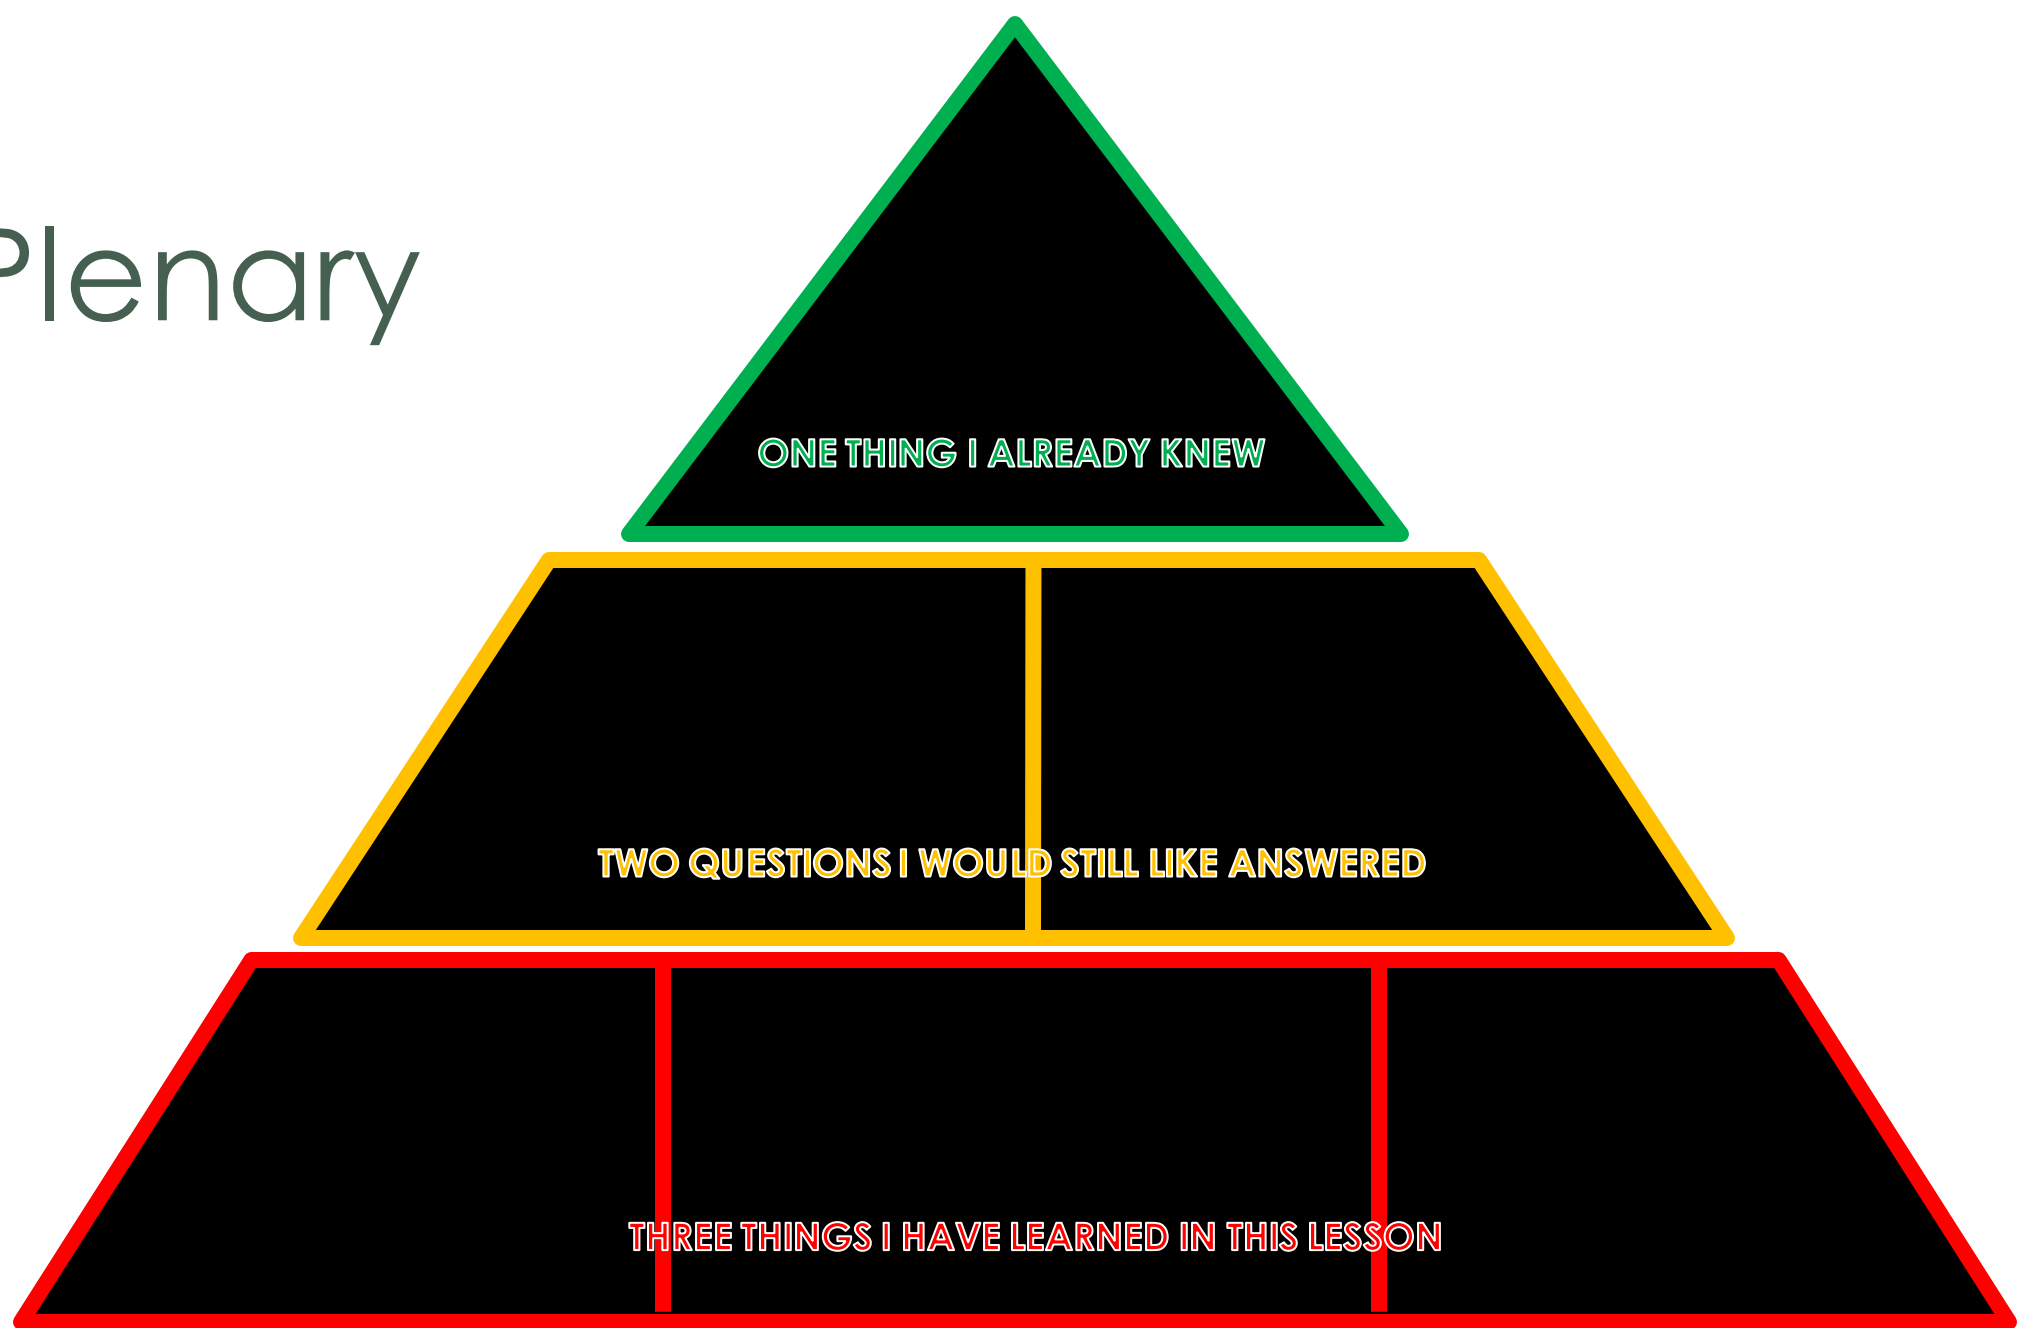 Plenary
ONE THING I ALREADY KNEW
TWO QUESTIONS I WOULD STILL LIKE ANSWERED
THREE THINGS I HAVE LEARNED IN THIS LESSON